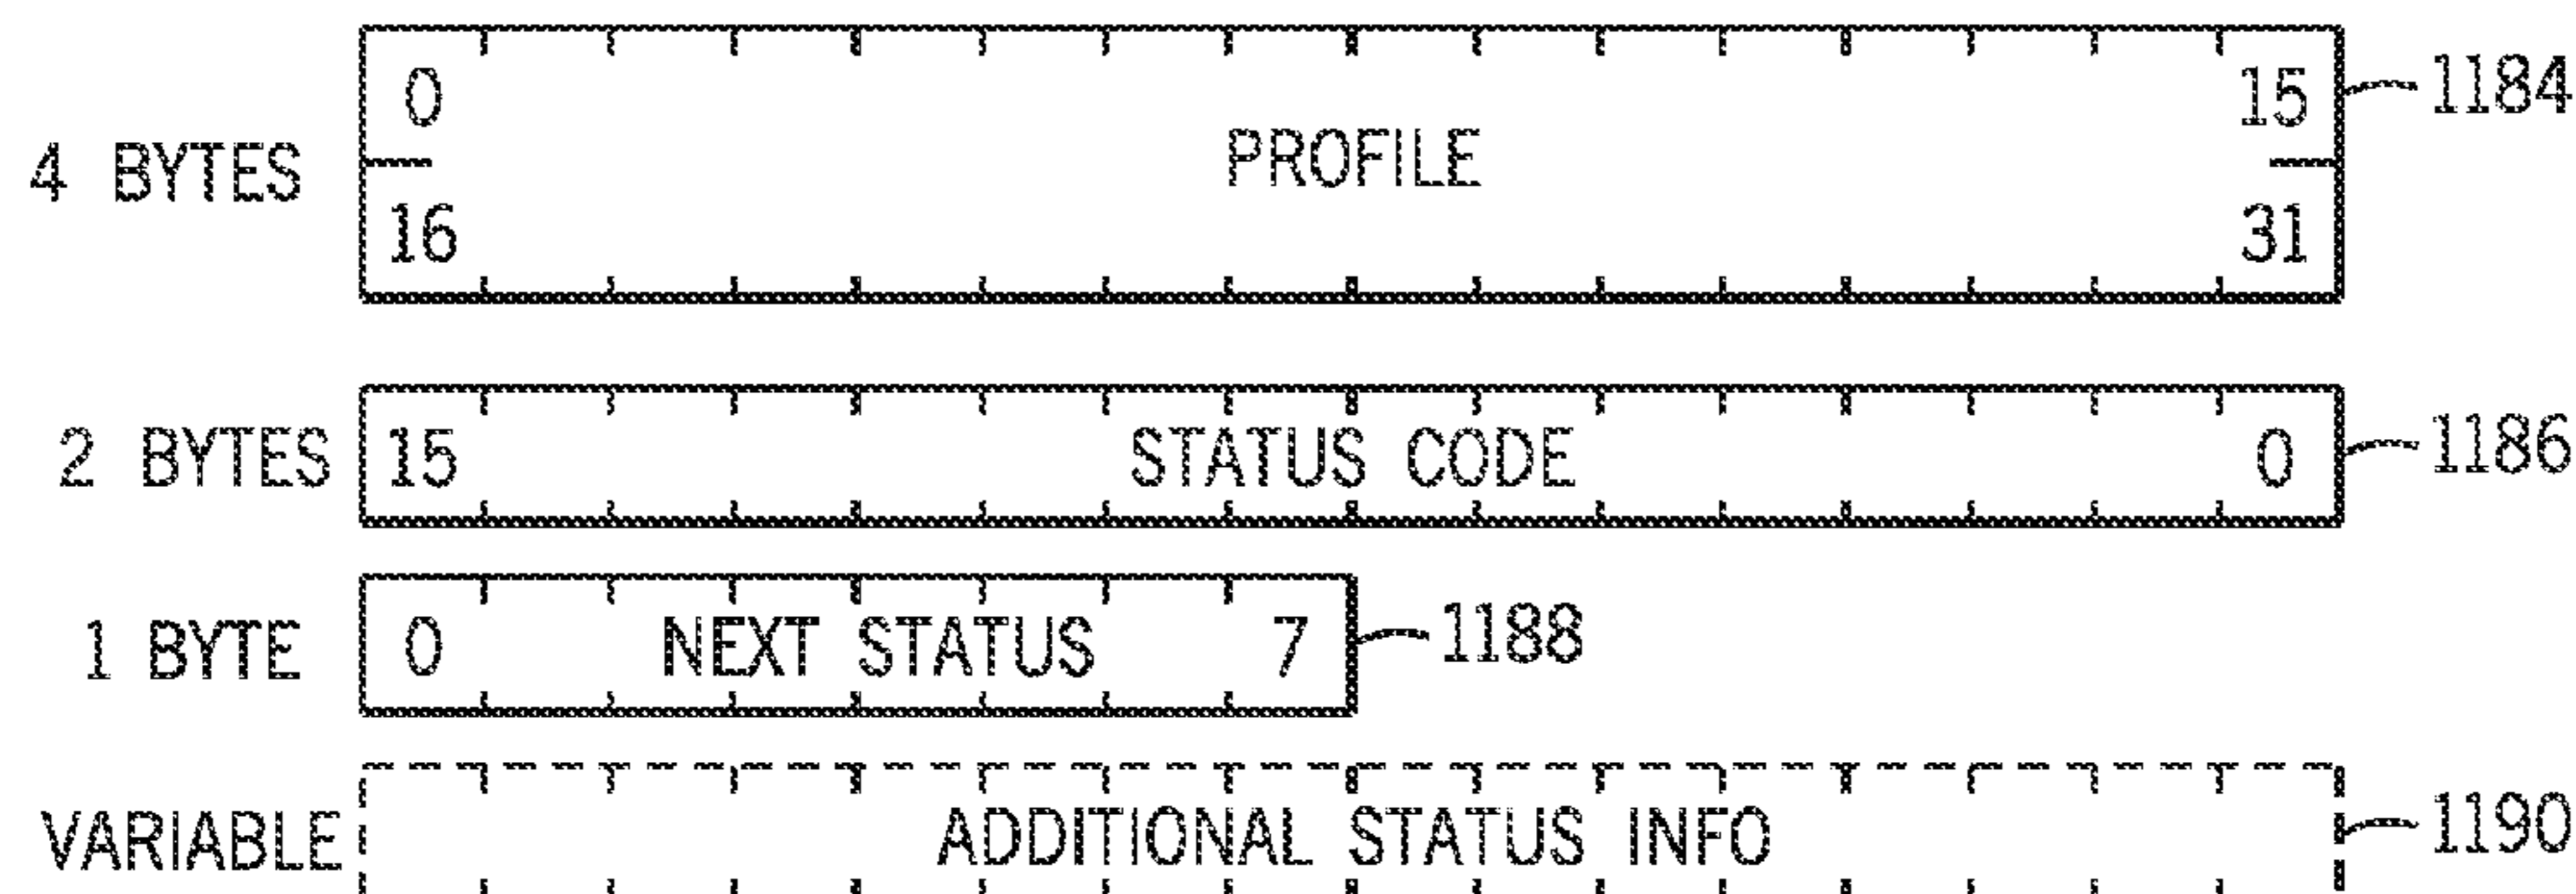 0 15 1184
4 BYTES PROFILE
16 31
2 BYTES 15 STATUS CODE 0 1186
1 BYTE 0 NEXT STATUS 7 1188
VARIABLE ADDITIONAL STATUS INFO 1190